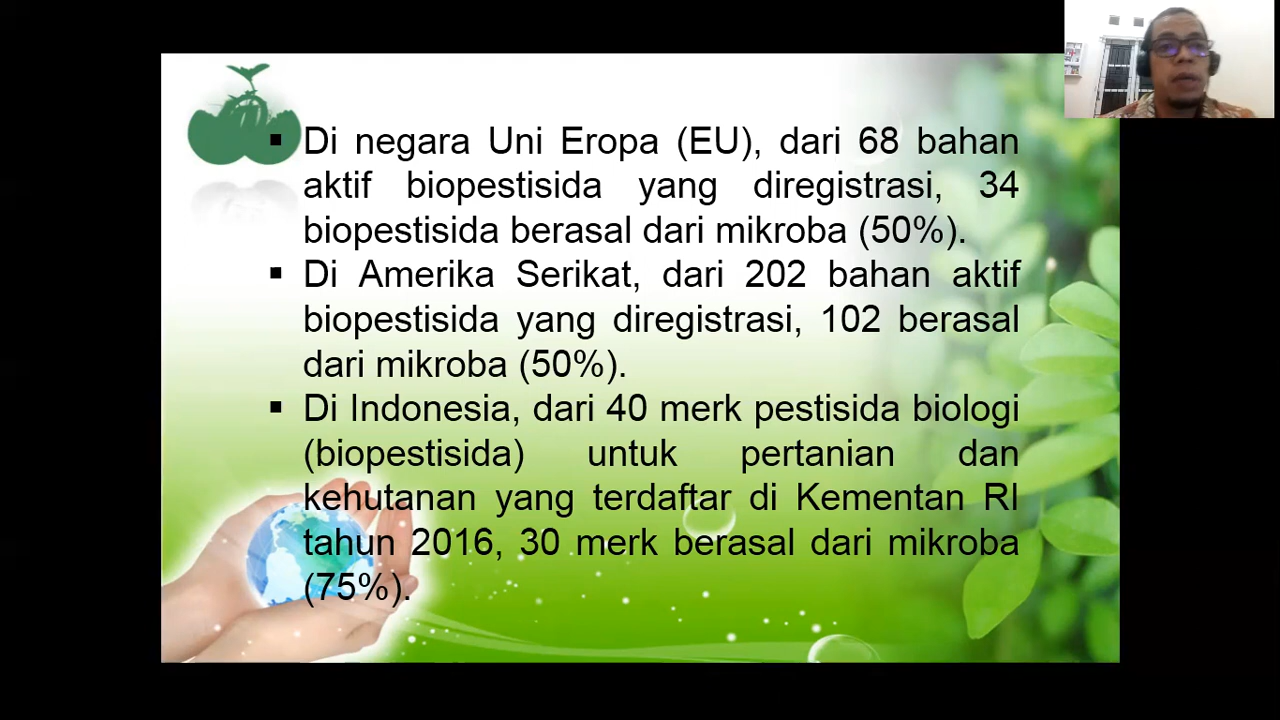 ▪ Di negara Uni Eropa (EU), dari 68 bahan
aktif biopestisida yang diregistrasi, 34
biopestisida berasal dari mikroba (50%).
▪ Di Amerika Serikat, dari 202 bahan aktif
biopestisida yang diregistrasi, 102 berasal
dari mikroba (50%).
▪ Di Indonesia, dari 40 merk pestisida biologi
(biopestisida) untuk pertanian dan
kehutanan yang terdaftar di Kementan RI
tahun 2016, 30 merk berasal dari mikroba
(75%).